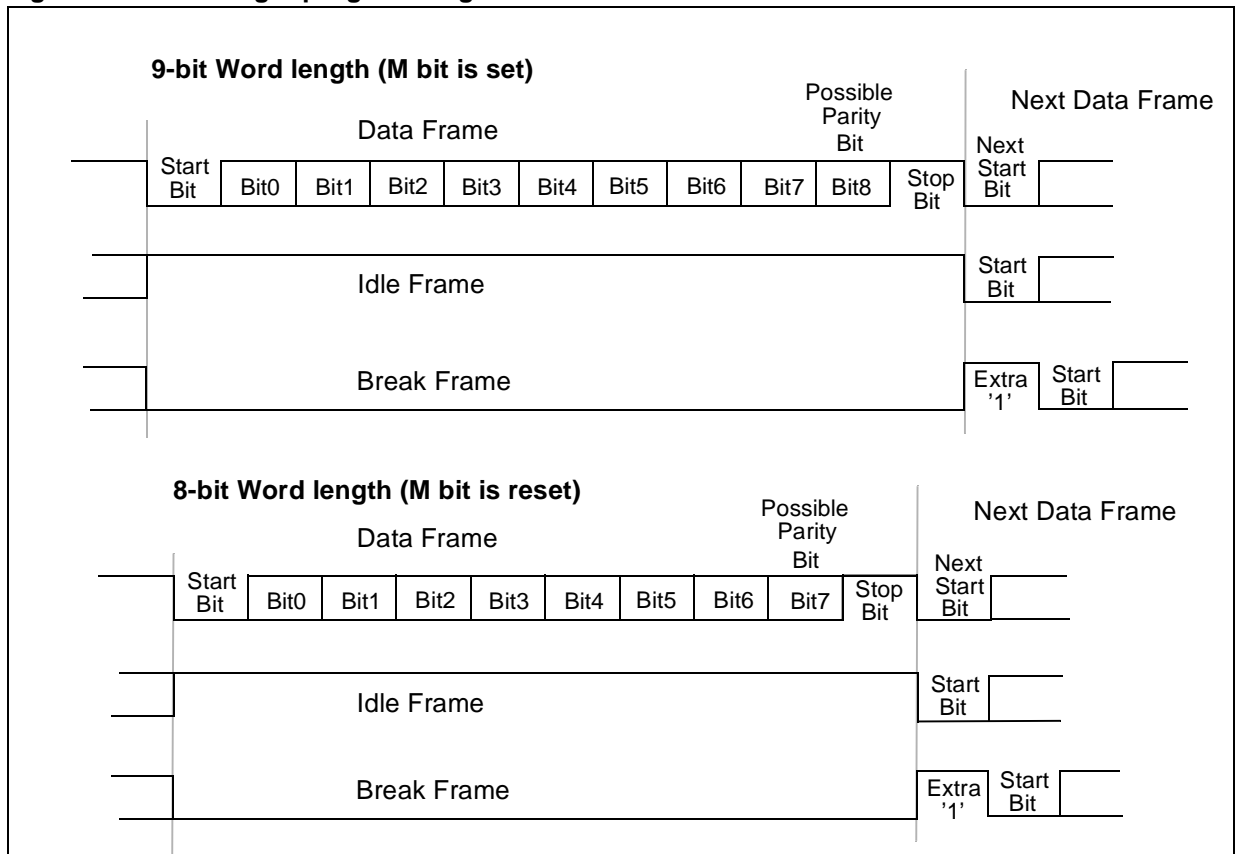 9-bit Word length (M bit is set)
Possible
Parity
Bit
Next Data Frame
Data Frame
Start
Bit
Bit0 Bit1 Bit2 Bit3 Bit4 Bit5 Bit6 Bit7 Bit8
Stop
Bit
Next
Start
Bit
Idle Frame
Start
Bit
Break Frame
Extra
'1'
Start
Bit
8-bit Word length (M bit is reset)
Possible
Parity
Bit
Next Data Frame
Data Frame
Start
Bit
Bit0 Bit1 Bit2 Bit3 Bit4 Bit5 Bit6 Bit7
Stop
Bit
Next
Start
Bit
Idle Frame
Start
Bit
Break Frame
Extra
'1'
Start
Bit